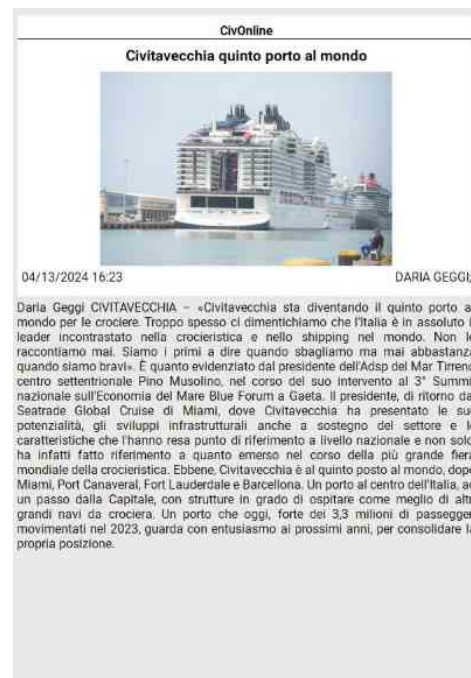 CivOnline
Civitavecchia quinto porto al mondo
04/13/2024 16:23 DARIA GEGGI;
Daria Geggi CIVITAVECCHIA – «Civitavecchia sta diventando il quinto porto al
mondo per le crociere. Troppo spesso ci dimentichiamo che l'Italia è in assoluto i
leader incontrastato nella crocieristica e nello shipping nel mondo. Non l
raccontiamo mai. Siamo i primi a dire quando sbagliamo ma mai abbastanza
quando siamo bravi». È quanto evidenziato dal presidente dell'Adsp del Mar Tirreno
centro settentrionale Pino Musolino, nel corso del suo intervento al 3° Summi
nazionale sull'Economia del Mare Blue Forum a Gaeta. Il presidente, di ritorno da
Seatrade Global Cruise di Miami, dove Civitavecchia ha presentato le su
potenzialità, gli sviluppi infrastrutturali anche a sostegno del settore e l
caratteristiche che l'hanno resa punto di riferimento a livello nazionale e non solo
ha infatti fatto riferimento a quanto emerso nel corso della più grande fiera
mondiale della crocieristica. Ebbene, Civitavecchia è al quinto posto al mondo, dopo
Miami, Port Canaveral, Fort Lauderdale e Barcellona. Un porto al centro dell'Italia, ad
un passo dalla Capitale, con strutture in grado di ospitare come meglio di altr
grandi navi da crociera. Un porto che oggi, forte dei 3,3 milioni di passegger
movimentati nel 2023, guarda con entusiasmo ai prossimi anni, per consolidare la
propria posizione.